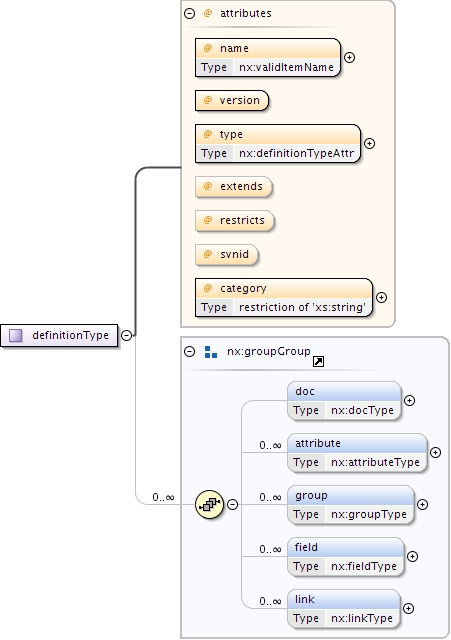 attributes
@ name
Type nx:validItemName
@ version
@ type
Type nx:definitionTypeAttr
@ extends
@ restricts
@ svnid
@ category
Type restriction of 'xs:string'
definitionType
nx:groupGroup
doc
Type nx:docType
0..∞ attribute
Type nx:attributeType
0..∞ 0..∞ group
Type nx:groupType
0..∞ field
Type nx:fieldType
0..∞ link
Type nx:linkType